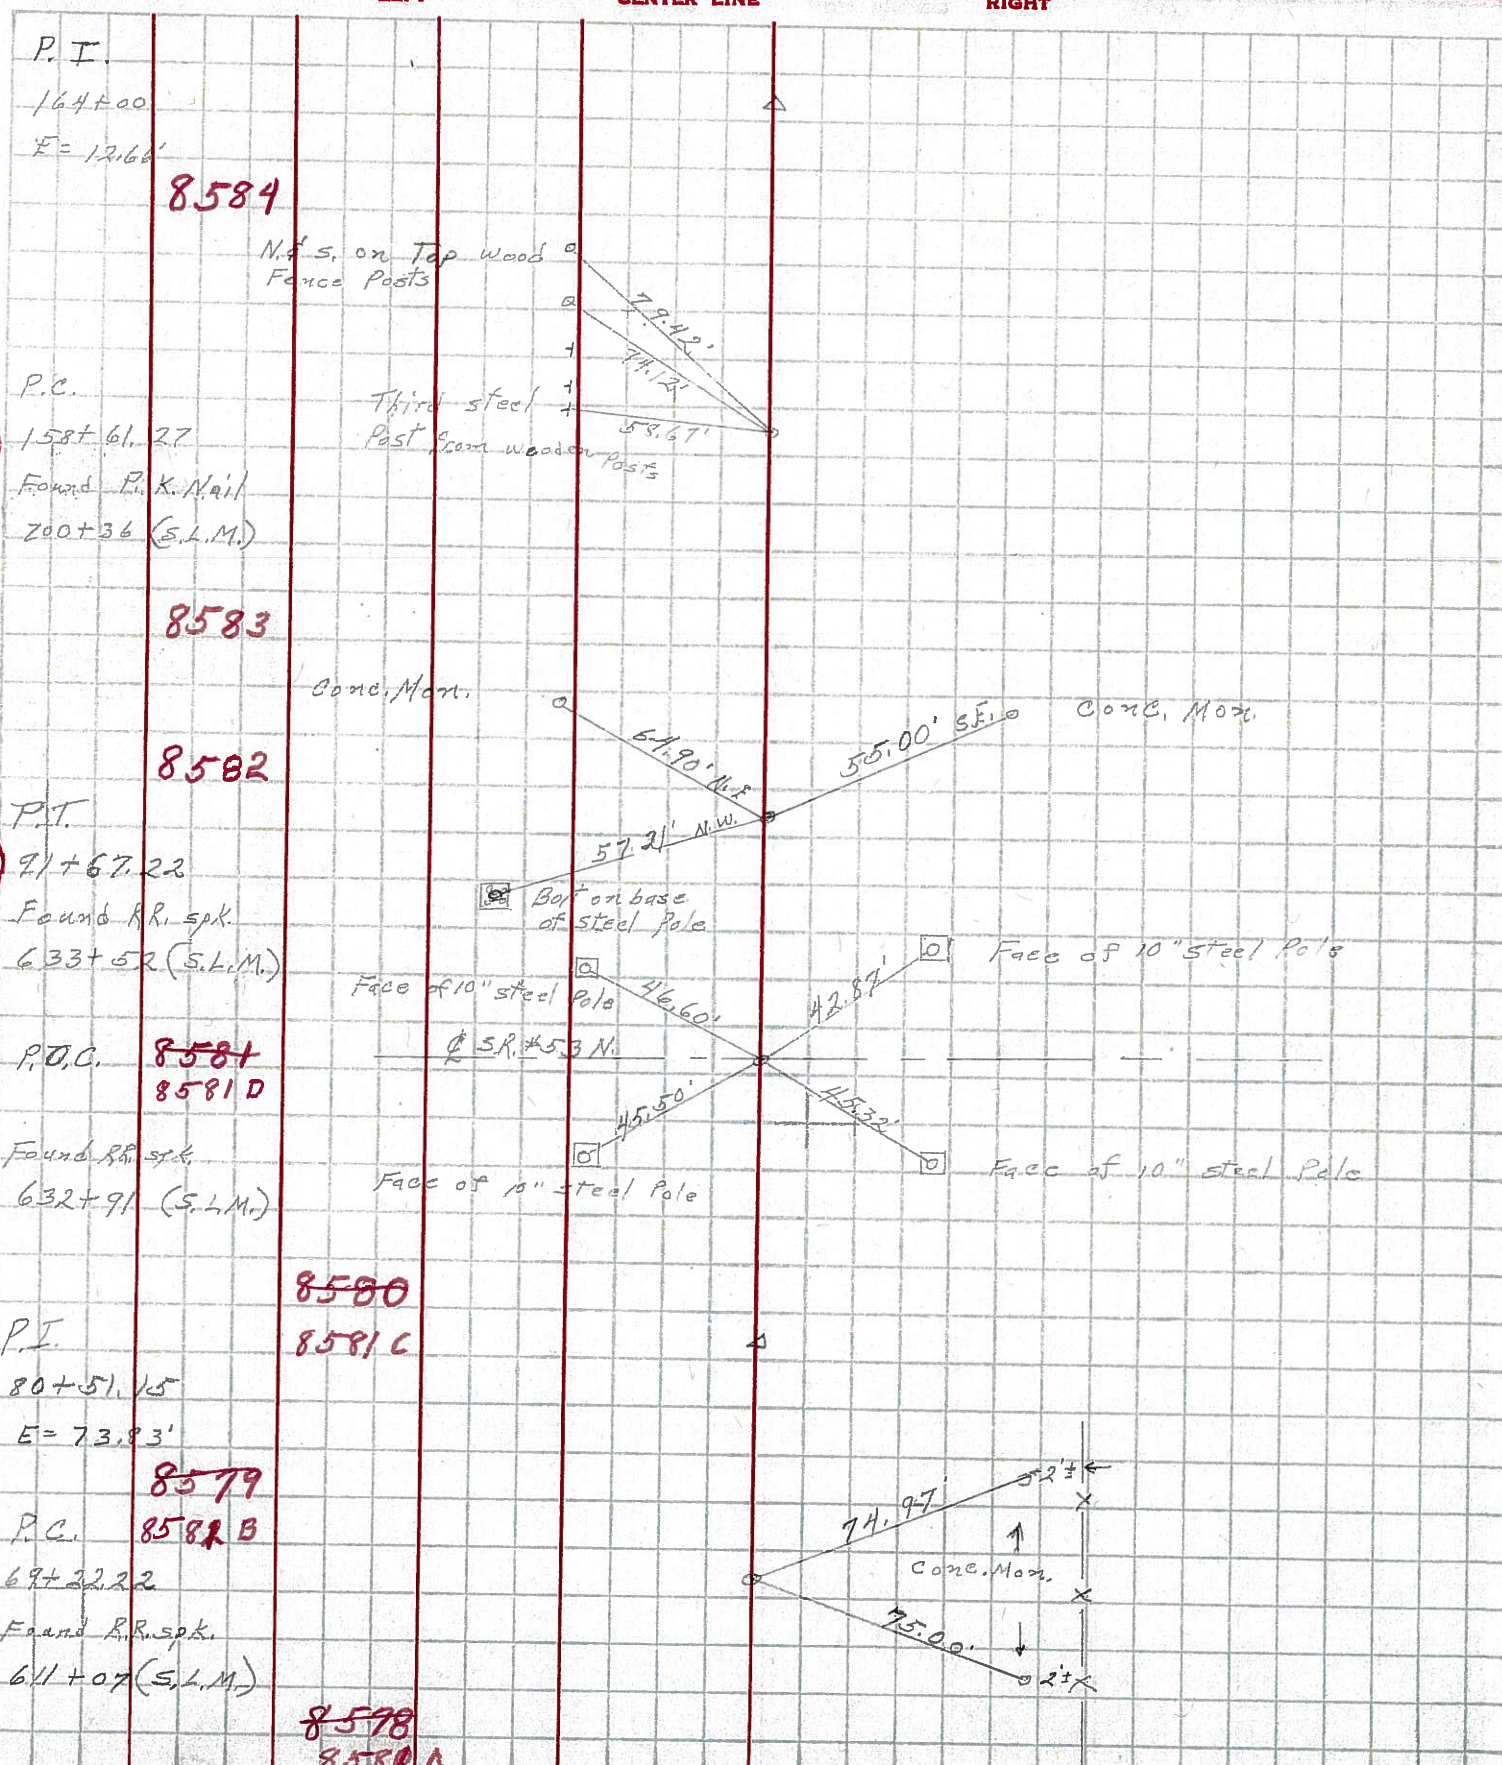 CENTER LINE
RIGHT
P.I.
164+00
E = 12.66'
8584
N.& S. on Top wood
Fence Posts
79.42'
74.12'
P.C.
158+61.27
Found P.K. Nail
200+36 (S.L.M.)
Third steel
Post from wooden Posts
8583
Conc. Mon.
64.90' N.E
55.00' S.E.
Conc. Mon.
8582
P.T.
91+67.22
Found RR. spk.
633+52 (S.L.M.)
57.21' N.W.
Bolt on base
of steel Pole
Face of 10" steel Pole
46.60'
42.87'
Face of 10" steel Pole
P.O.C.
8581
8581 D
℄ S.R. #53 N.
45.50'
45.32'
Found RR. spk.
632+91 (S.L.M.)
Face of 10" steel Pole
Face of 10" steel Pole
8580
8581 C
P.I.
80+51.15
E = 73.83'
8579
8581 B
P.C.
69+22.22
Found R.R. spk.
611+07 (S.L.M.)
74.97'
2'±
Conc. Mon.
75.00'
2'±
8578